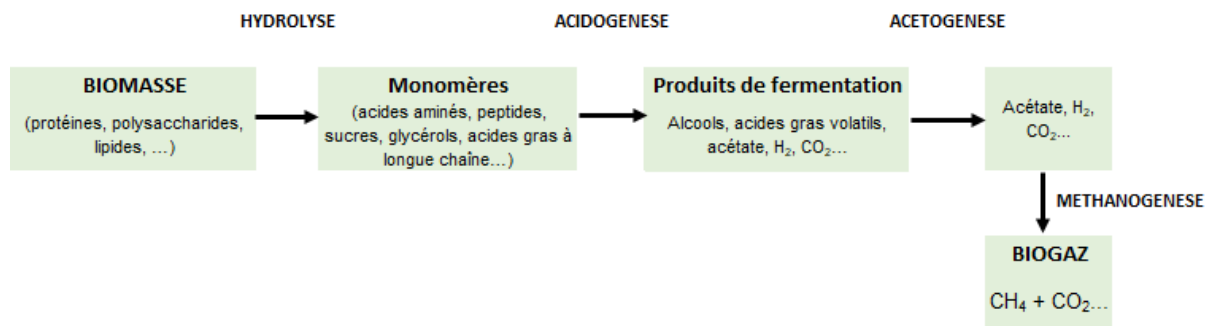 HYDROLYSE
ACIDOGENESE
ACETOGENESE
BIOMASSE
(protéines, polysaccharides,
lipides, …)
Monomères
(acides aminés, peptides,
sucres, glycérols, acides gras à
longue chaîne…)
Produits de fermentation
Alcools, acides gras volatils,
acétate, H₂, CO₂...
Acétate, H₂,
CO₂...
METHANOGENESE
BIOGAZ
CH₄ + CO₂...